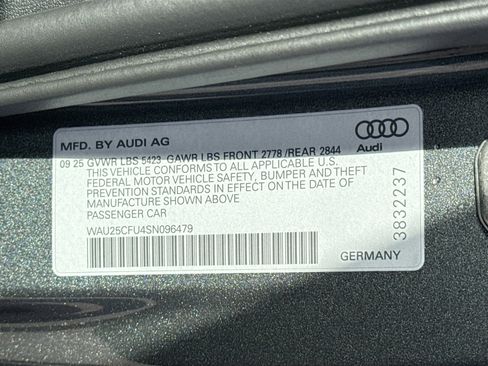 MFD. BY AUDI AG
Audi
09 25 GVWR LBS 5423 GAWR LBS FRONT 2778 /REAR 2844
THIS VEHICLE CONFORMS TO ALL APPLICABLE U.S.
FEDERAL MOTOR VEHICLE SAFETY, BUMPER AND THEFT
PREVENTION STANDARDS IN EFFECT ON THE DATE OF
MANUFACTURE SHOWN ABOVE
PASSENGER CAR
WAU25CFU4SN096479
3832237
GERMANY